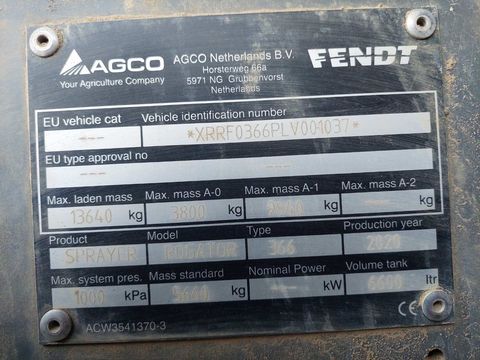 AGCO
Your Agriculture Company
AGCO Netherlands B.V.
Horsterweg 66a
5971 NG Grubbenvorst
Netherlands
FENDT
EU vehicle cat
---
Vehicle identification number
*XRRF0366PLV001037*
EU type approval no
---
---
Max. laden mass
13640 kg
Max. mass A-0
3800 kg
Max. mass A-1
kg
Max. mass A-2
kg
Product
SPRAYER
Model
ROGATOR
Type
366
Production year
2020
Max. system pres.
1000 kPa
Mass standard
kg
Nominal Power
kW
Volume tank
6600 ltr
ACW3541370-3
CE